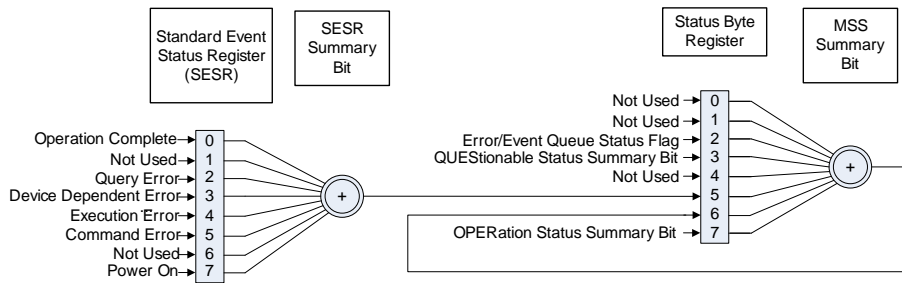 Standard Event
Status Register
(SESR)
SESR
Summary
Bit
Status Byte
Register
MSS
Summary
Bit
Operation Complete
Not Used
Query Error
Device Dependent Error
Execution Error
Command Error
Not Used
Power On
0
1
2
3
4
5
6
7
+
Not Used
Not Used
Error/Event Queue Status Flag
QUEStionable Status Summary Bit
Not Used
OPERation Status Summary Bit
0
1
2
3
4
5
6
7
+